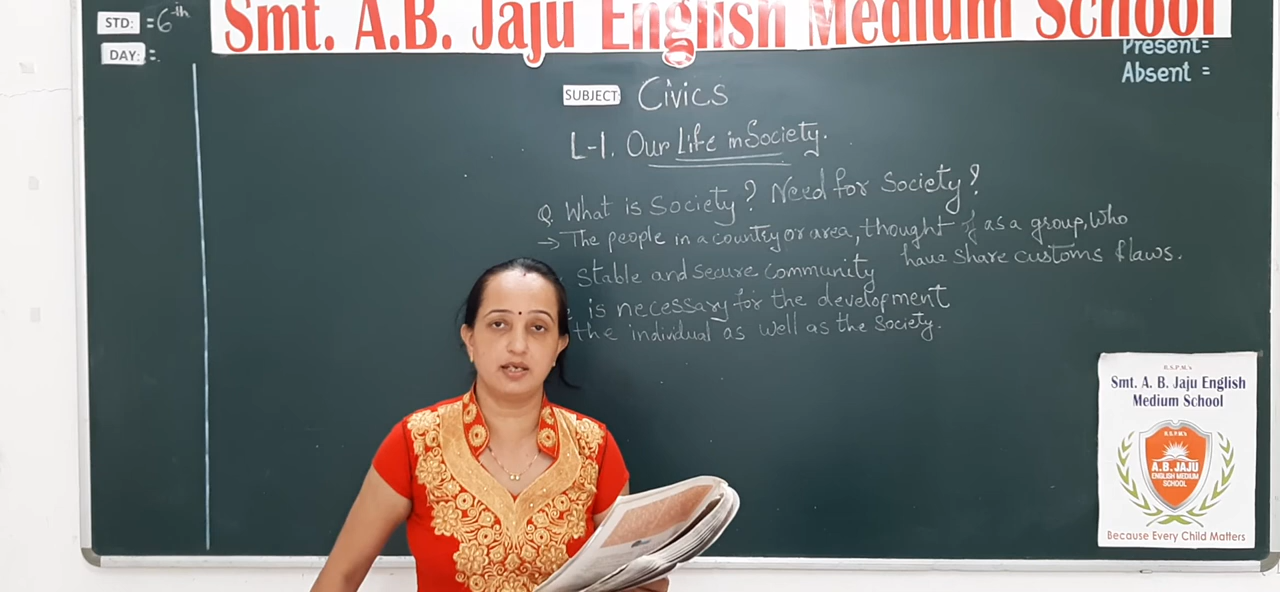 Smt. A.B. Jaju English Medium School
STD: =6th
DAY: =
Present=
Absent =
SUBJECT: Civics
L-1. Our Life in Society.
Q. What is Society? Need for Society?
→ The people in a country or area, thought of as a group, who
have share customs & laws.
stable and secure community
is necessary for the development
the individual as well as the Society.
R.S.P.M.'s
Smt. A. B. Jaju English
Medium School
R.S.P.M.'s
A.B. JAJU
ENGLISH MEDIUM
SCHOOL
Because Every Child Matters